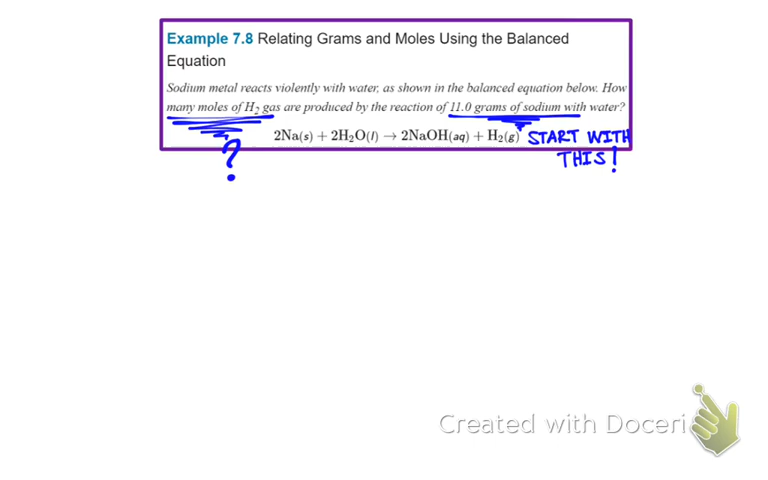 Example 7.8 Relating Grams and Moles Using the Balanced
Equation
Sodium metal reacts violently with water, as shown in the balanced equation below. How
many moles of H₂ gas are produced by the reaction of 11.0 grams of sodium with water?
2Na(s) + 2H₂O(l) → 2NaOH(aq) + H₂(g)
START WITH
THIS!
?
Created with Doceri